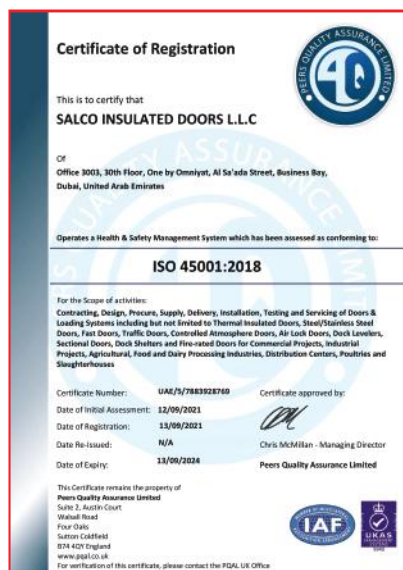 Certificate of Registration
PEERS QUALITY ASSURANCE LIMITED
This is to certify that
SALCO INSULATED DOORS L.L.C
Of
Office 3003, 30th Floor, One by Omniyat, Al Sa'ada Street, Business Bay,
Dubai, United Arab Emirates
Operates a Health & Safety Management System which has been assessed as conforming to:
ISO 45001:2018
For the Scope of activities:
Contracting, Design, Procure, Supply, Delivery, Installation, Testing and Servicing of Doors &
Loading Systems including but not limited to Thermal Insulated Doors, Steel/Stainless Steel
Doors, Fast Doors, Traffic Doors, Controlled Atmosphere Doors, Air Lock Doors, Dock Levelers,
Sectional Doors, Dock Shelters and Fire-rated Doors for Commercial Projects, Industrial
Projects, Agricultural, Food and Dairy Processing Industries, Distribution Centers, Poultries and
Slaughterhouses
Certificate Number: UAE/5/7883928769 Certificate approved by:
Date of Initial Assessment: 12/09/2021
Date of Registration: 13/09/2021
Date Re-Issued: N/A Chris McMillan - Managing Director
Date of Expiry: 13/09/2024 Peers Quality Assurance Limited
This Certificate remains the property of
Peers Quality Assurance Limited
Suite 2, Austin Court
Walsall Road
Four Oaks
Sutton Coldfield
B74 4QY England
www.pqal.co.uk
For verification of this certificate, please contact the PQAL UK Office
IAF
UKAS
MANAGEMENT
SYSTEMS